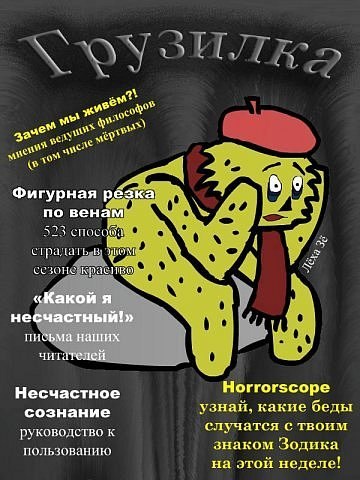 Грузилка
Зачем мы живём?!
мнения ведущих философов
(в том числе мёртвых)
Фигурная резка
по венам
523 способа
страдать в этом
сезоне красиво
«Какой я
несчастный!»
письма наших
читателей
Несчастное
сознание
руководство к
пользованию
Лёха Зё
Horrorscope
узнай, какие беды
случатся с твоим
знаком Зодика
на этой неделе!